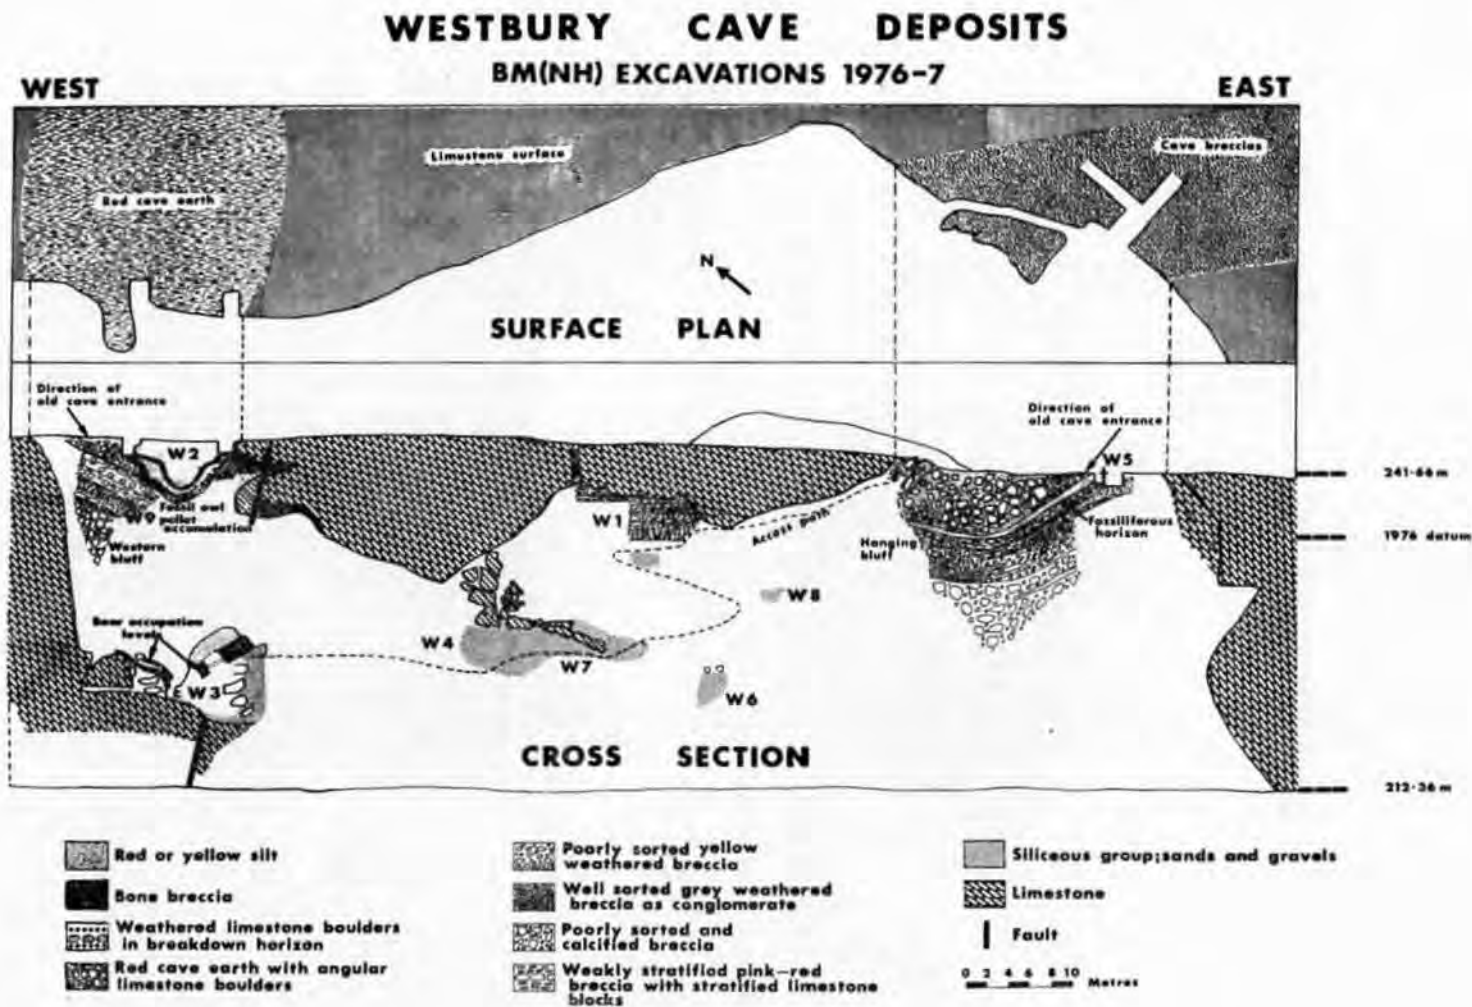 WESTBURY CAVE DEPOSITS
BM(NH) EXCAVATIONS 1976-7
WEST
EAST
Limestone surface
Cave breccias
Red cave earth
N
SURFACE PLAN
Direction of
old cave entrance
Direction of
old cave entrance
W2
W5
241·66m
W9
Fossil owl
pellet
accumulation
W1
Access path
Fossiliferous
horizon
1976 datum
Western
bluff
Hanging
bluff
W8
Bear occupation
levels
W4
W7
W3
W6
CROSS SECTION
212·36m
Red or yellow silt
Bone breccia
Weathered limestone boulders
in breakdown horizon
Red cave earth with angular
limestone boulders
Poorly sorted yellow
weathered breccia
Well sorted grey weathered
breccia as conglomerate
Poorly sorted and
calcified breccia
Weakly stratified pink-red
breccia with stratified limestone
blocks
Siliceous group;sands and gravels
Limestone
Fault
0 2 4 6 8 10 Metres